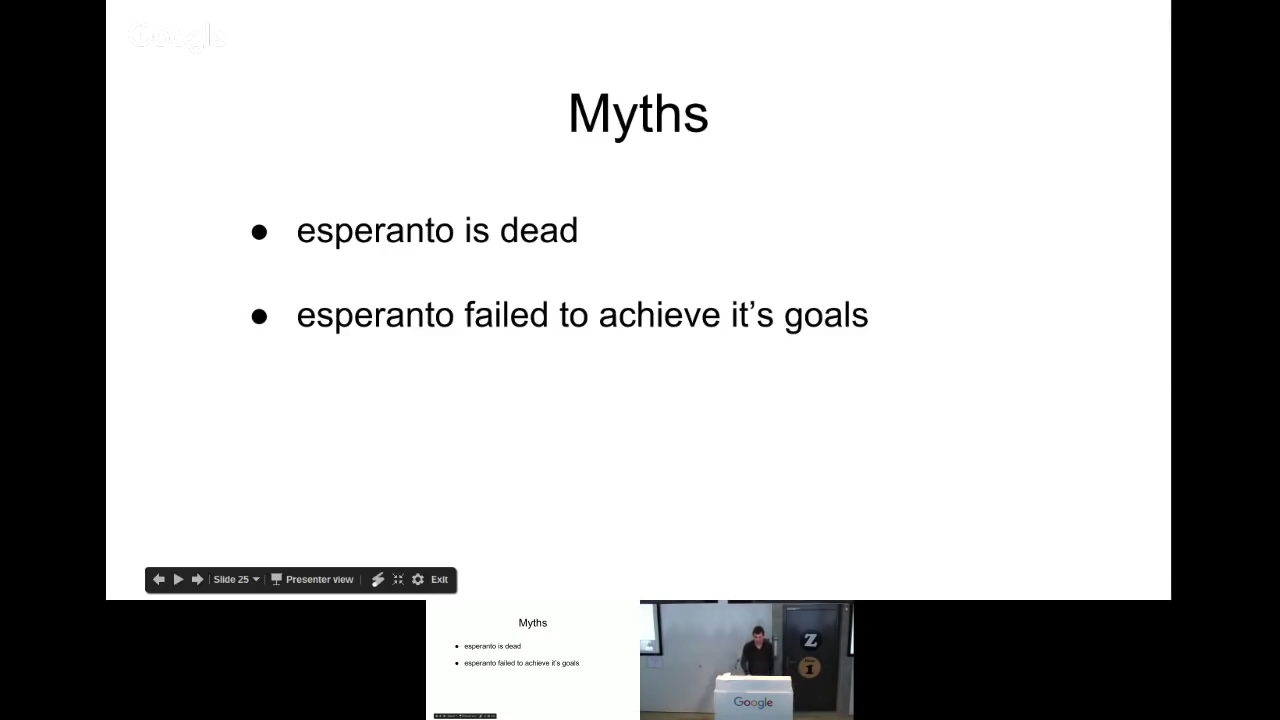 Google
Myths
● esperanto is dead
● esperanto failed to achieve it’s goals
Slide 25
Presenter view
Exit
Myths
● esperanto is dead
● esperanto failed to achieve it’s goals
Z
1
Google